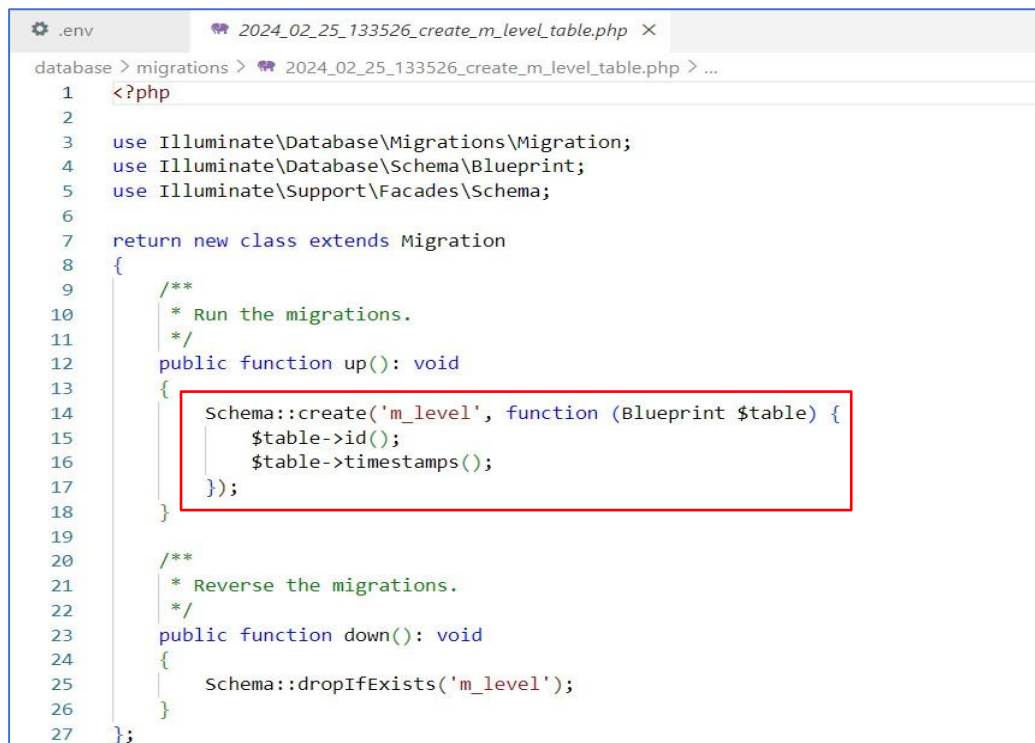 .env 2024_02_25_133526_create_m_level_table.php ×
database > migrations > 2024_02_25_133526_create_m_level_table.php > ...
1 <?php
2
3 use Illuminate\Database\Migrations\Migration;
4 use Illuminate\Database\Schema\Blueprint;
5 use Illuminate\Support\Facades\Schema;
6
7 return new class extends Migration
8 {
9     /**
10      * Run the migrations.
11      */
12     public function up(): void
13     {
14         Schema::create('m_level', function (Blueprint $table) {
15             $table->id();
16             $table->timestamps();
17         });
18     }
19
20     /**
21      * Reverse the migrations.
22      */
23     public function down(): void
24     {
25         Schema::dropIfExists('m_level');
26     }
27 };